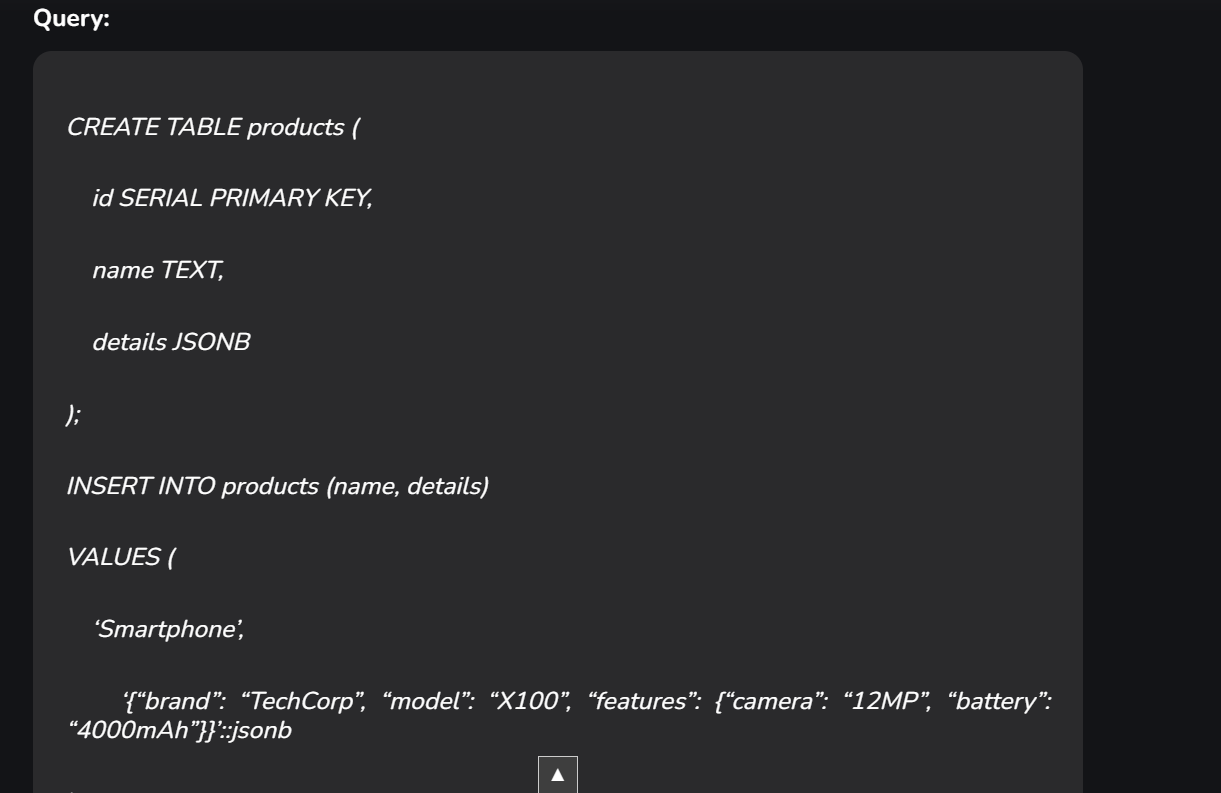 Query:
CREATE TABLE products (
id SERIAL PRIMARY KEY,
name TEXT,
details JSONB
);
INSERT INTO products (name, details)
VALUES (
‘Smartphone’,
‘{“brand”: “TechCorp”, “model”: “X100”, “features”: {“camera”: “12MP”, “battery”:
“4000mAh”}}’::jsonb